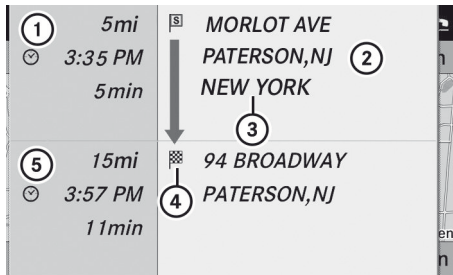 1 5mi S MORLOT AVE
3:35 PM PATERSON,NJ 2
5min NEW YORK
3
5 15mi 94 BROADWAY
3:57 PM 4 PATERSON,NJ
11min
en